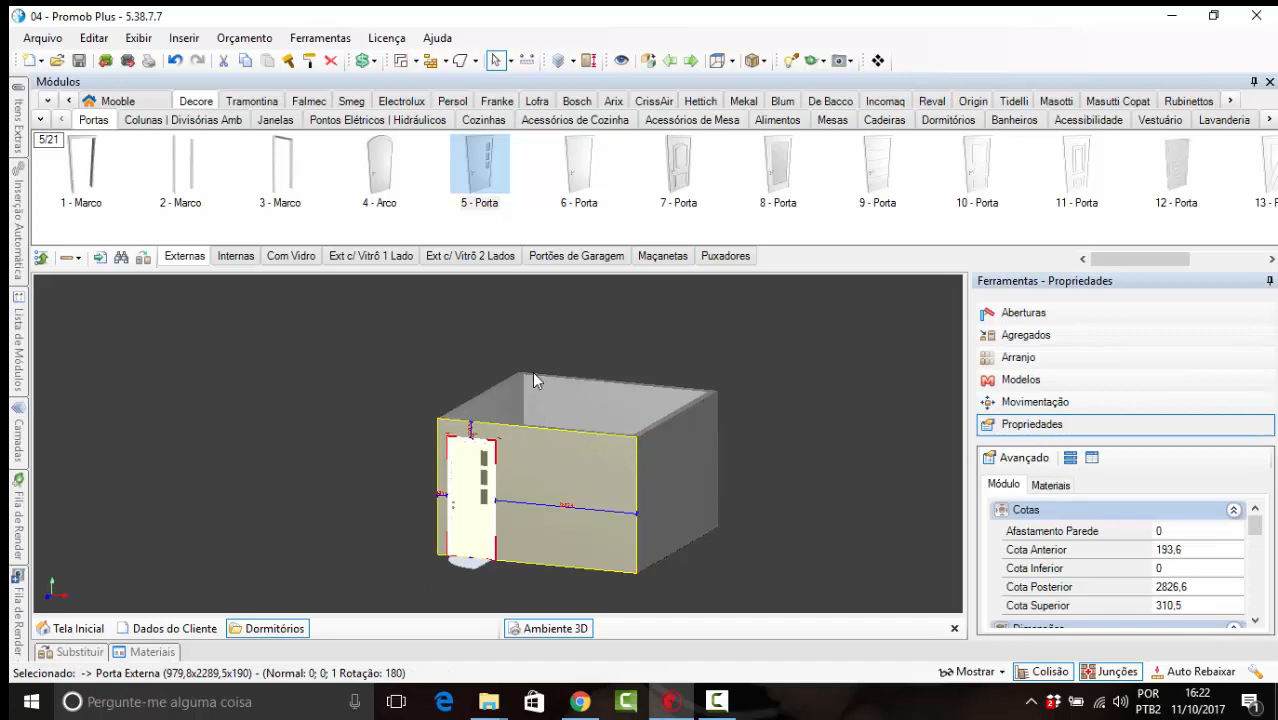 04 - Promob Plus - 5.38.7.7
Arquivo Editar Exibir Inserir Orçamento Ferramentas Licença Ajuda
Módulos
Mooble Decore Tramontina Falmec Smeg Electrolux Persol Franke Lofra Bosch Arix CrissAir Hettich Mekal Blum De Bacco Incomaq Reval Origin Tidelli Masotti Masutti Copat Rubinettos
Portas Colunas | Divisórias Amb Janelas Pontos Elétricos | Hidráulicos Cozinhas Acessórios de Cozinha Acessórios de Mesa Alimentos Mesas Cadeiras Dormitórios Banheiros Acessibilidade Vestuário Lavanderia
5/21
1 - Marco 2 - Marco 3 - Marco 4 - Arco 5 - Porta 6 - Porta 7 - Porta 8 - Porta 9 - Porta 10 - Porta 11 - Porta 12 - Porta 13 - F
Externas Internas Com Vidro Ext c/ Vitrô 1 Lado Ext c/ Vitrô 2 Lados Portões de Garagem Maçanetas Puxadores
Itens Extras
Inserção Automática
Lista de Módulos
Camadas
Fila de Render
Fila de Render
Ferramentas - Propriedades
Aberturas
Agregados
Arranjo
Modelos
Movimentação
Propriedades
Avançado
Módulo Materiais
Cotas
Afastamento Parede 0
Cota Anterior 193,6
Cota Inferior 0
Cota Posterior 2826,6
Cota Superior 310,5
Dimensões
Tela Inicial Dados do Cliente Dormitórios Ambiente 3D
Substituir Materiais
Selecionado: -> Porta Externa (979,8x2289,5x190) - (Normal: 0; 0; 1 Rotação: 180)
Mostrar Colisão Junções Auto Rebaixar
Pergunte-me alguma coisa
POR
PTB2
16:22
11/10/2017